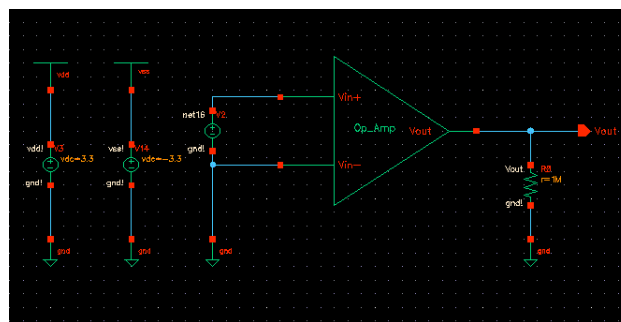 vdd
vss
net16
V2
Vin+
Op_Amp
Vout
Vout
vdd!
V3
vdc=3.3
vss!
V14
vdc=-3.3
gnd!
gnd!
gnd!
Vin-
Vout
R0
r=1M
gnd!
gnd
gnd
gnd
gnd